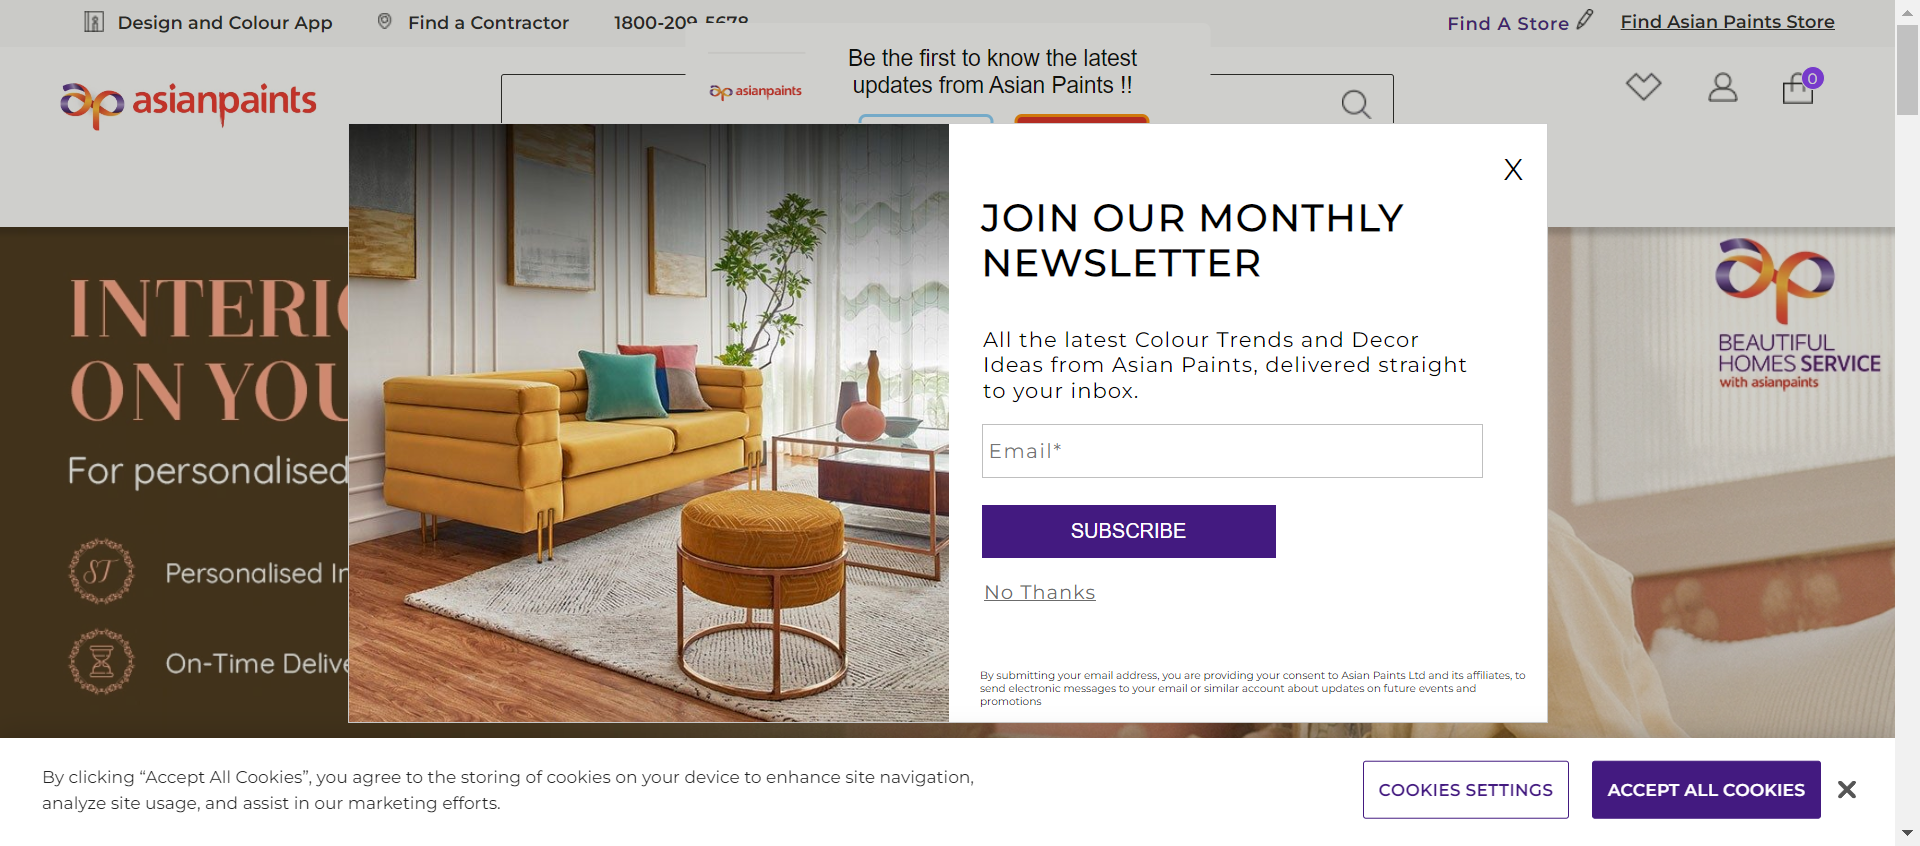 Design and Colour App
Find a Contractor
1800-209-5678
Find A Store
Find Asian Paints Store
asianpaints
asianpaints
Be the first to know the latest
updates from Asian Paints !!
0
X
JOIN OUR MONTHLY
NEWSLETTER
All the latest Colour Trends and Decor
Ideas from Asian Paints, delivered straight
to your inbox.
Email*
SUBSCRIBE
No Thanks
By submitting your email address, you are providing your consent to Asian Paints Ltd and its affiliates, to
send electronic messages to your email or similar account about updates on future events and
promotions
ON YOU
For personalised
ST
Personalised
On-Time
BEAUTIFUL
HOMES SERVICE
with asianpaints
By clicking “Accept All Cookies”, you agree to the storing of cookies on your device to enhance site navigation,
analyze site usage, and assist in our marketing efforts.
COOKIES SETTINGS
ACCEPT ALL COOKIES